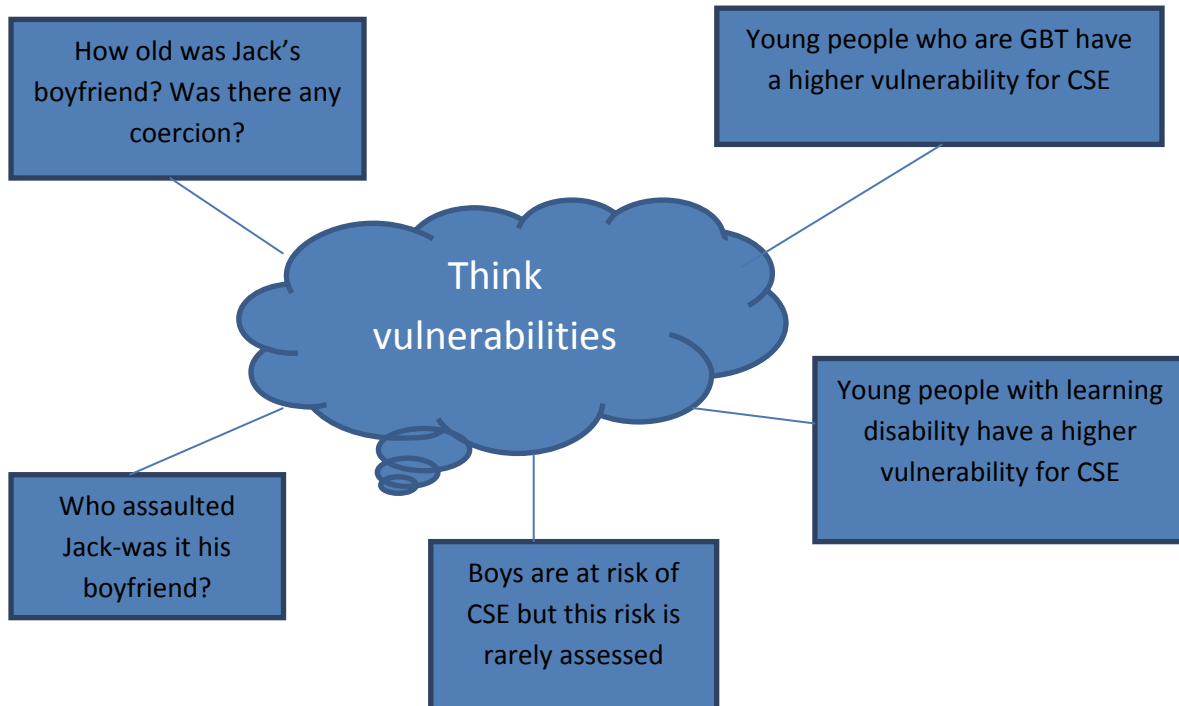 How old was Jack's
boyfriend? Was there any
coercion?
Young people who are GBT have
a higher vulnerability for CSE
Think
vulnerabilities
Young people with learning
disability have a higher
vulnerability for CSE
Who assaulted
Jack-was it his
boyfriend?
Boys are at risk of
CSE but this risk is
rarely assessed